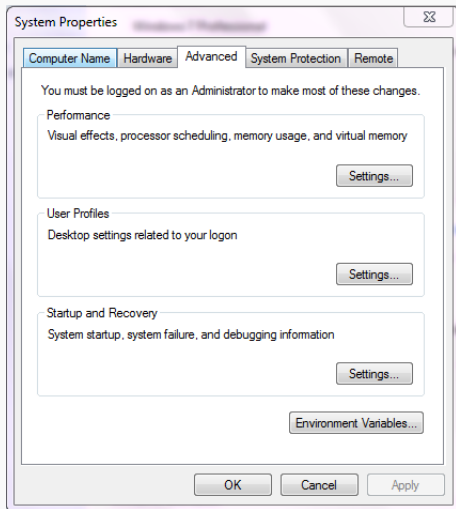 System Properties
Computer Name Hardware Advanced System Protection Remote
You must be logged on as an Administrator to make most of these changes.
Performance
Visual effects, processor scheduling, memory usage, and virtual memory
Settings...
User Profiles
Desktop settings related to your logon
Settings...
Startup and Recovery
System startup, system failure, and debugging information
Settings...
Environment Variables...
OK Cancel Apply